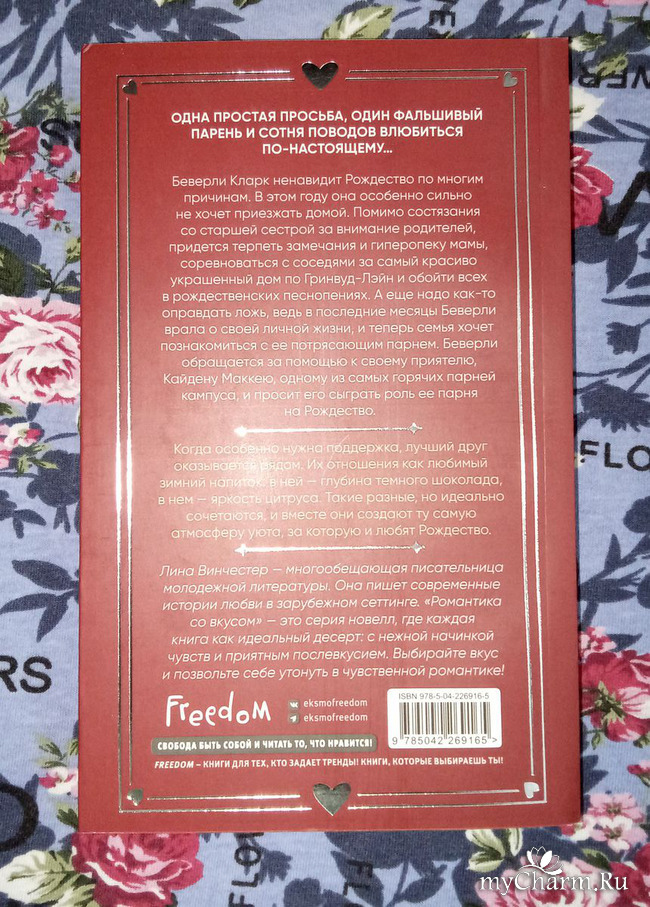 ОДНА ПРОСТАЯ ПРОСЬБА, ОДИН ФАЛЬШИВЫЙ
ПАРЕНЬ И СОТНЯ ПОВОДОВ ВЛЮБИТЬСЯ
ПО-НАСТОЯЩЕМУ...
Беверли Кларк ненавидит Рождество по многим
причинам. В этом году она особенно сильно
не хочет приезжать домой. Помимо состязания
со старшей сестрой за внимание родителей,
придется терпеть замечания и гиперопеку мамы,
соревноваться с соседями за самый красиво
украшенный дом по Гринвуд-Лэйн и обойти всех
в рождественских песнопениях. А еще надо как-то
оправдать ложь, ведь в последние месяцы Беверли
врала о своей личной жизни, и теперь семья хочет
познакомиться с ее потрясающим парнем. Беверли
обращается за помощью к своему приятелю,
Кайдену Маккею, одному из самых горячих парней
кампуса, и просит его сыграть роль ее парня
на Рождество.
Когда особенно нужна поддержка, лучший друг
оказывается рядом. Их отношения как любимый
зимний напиток: в ней — глубина темного шоколада,
в нем — яркость цитруса. Такие разные, но идеально
сочетаются, и вместе они создают ту самую
атмосферу уюта, за которую и любят Рождество.
Лина Винчестер — многообещающая писательница
молодежной литературы. Она пишет современные
истории любви в зарубежном сеттинге. «Романтика
со вкусом» — это серия новелл, где каждая
книга как идеальный десерт: с нежной начинкой
чувств и приятным послевкусием. Выбирайте вкус
и позвольте себе утонуть в чувственной романтике!
Freedom
eksmofreedom
eksmofreedom
СВОБОДА БЫТЬ СОБОЙ И ЧИТАТЬ ТО, ЧТО НРАВИТСЯ!
FREEDOM – КНИГИ ДЛЯ ТЕХ, КТО ЗАДАЕТ ТРЕНДЫ! КНИГИ, КОТОРЫЕ ВЫБИРАЕШЬ ТЫ!
ISBN 978-5-04-226916-5
9 785042 269165 >
FLO
ERS
FLOW
myCharm.Ru